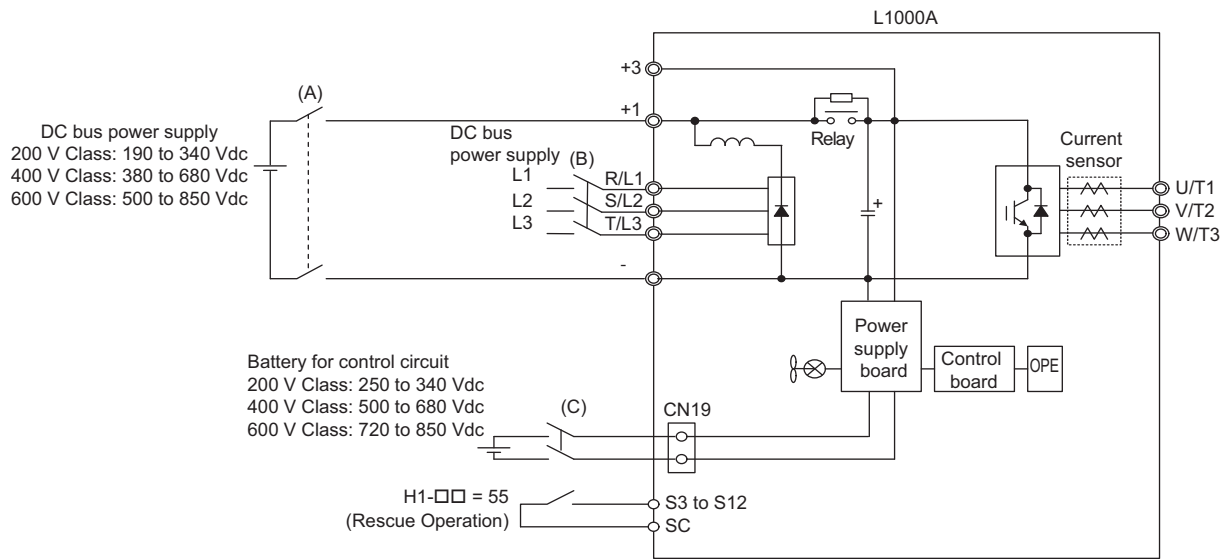 L1000A
+3
(A)
+1
DC bus power supply
200 V Class: 190 to 340 Vdc
400 V Class: 380 to 680 Vdc
600 V Class: 500 to 850 Vdc
DC bus
power supply
(B)
L1
L2
L3
R/L1
S/L2
T/L3
-
Relay
+
Current
sensor
U/T1
V/T2
W/T3
Power
supply
board
Control
board
OPE
Battery for control circuit
200 V Class: 250 to 340 Vdc
400 V Class: 500 to 680 Vdc
600 V Class: 720 to 850 Vdc
(C)
CN19
H1-□□ = 55
(Rescue Operation)
S3 to S12
SC